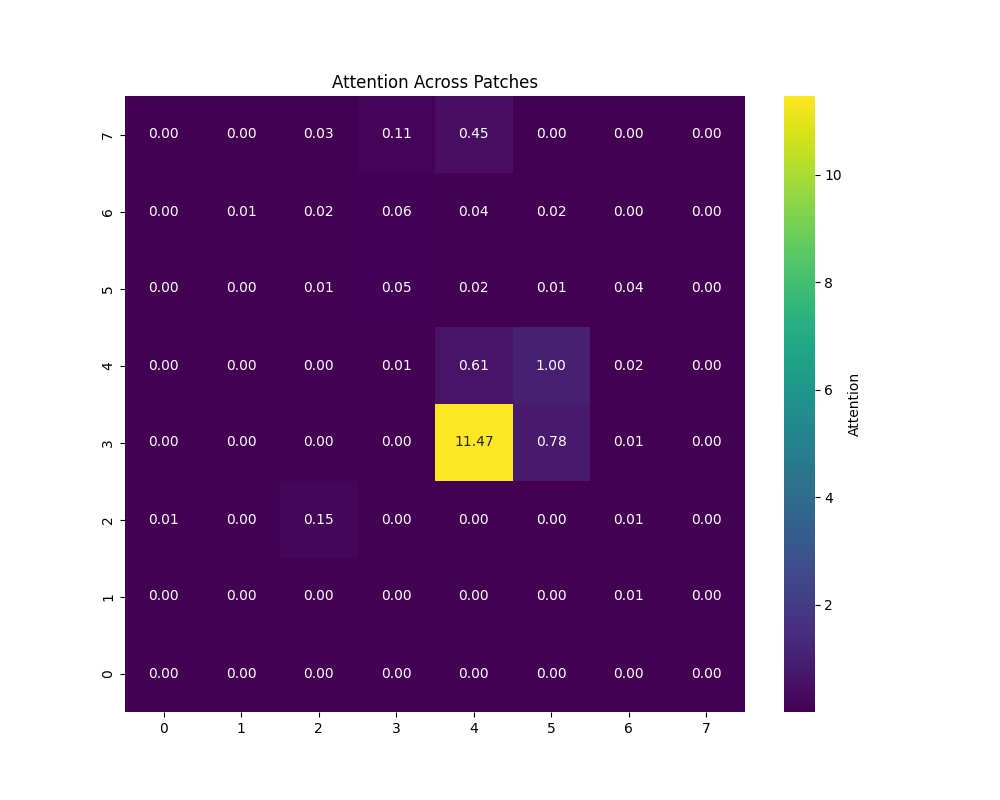 Attention Across Patches
7 0.00 0.00 0.03 0.11 0.45 0.00 0.00 0.00
6 0.00 0.01 0.02 0.06 0.04 0.02 0.00 0.00
5 0.00 0.00 0.01 0.05 0.02 0.01 0.04 0.00
4 0.00 0.00 0.00 0.01 0.61 1.00 0.02 0.00
3 0.00 0.00 0.00 0.00 11.47 0.78 0.01 0.00
2 0.01 0.00 0.15 0.00 0.00 0.00 0.01 0.00
1 0.00 0.00 0.00 0.00 0.00 0.00 0.01 0.00
0 0.00 0.00 0.00 0.00 0.00 0.00 0.00 0.00
0 1 2 3 4 5 6 7
10
8
6
4
2
Attention